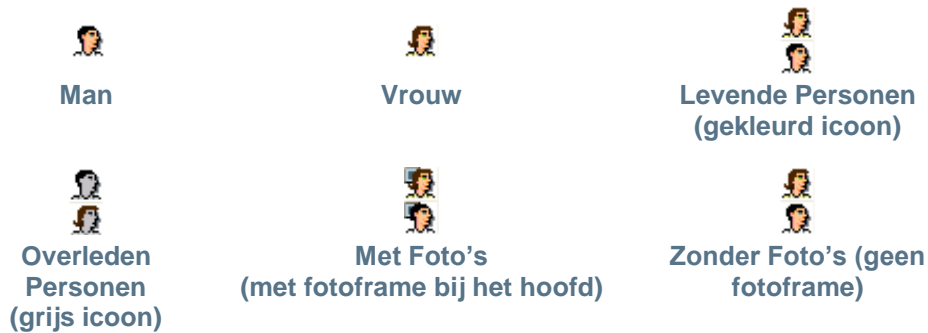 Man
Vrouw
Levende Personen
(gekleurd icoon)
Overleden
Personen
(grijs icoon)
Met Foto’s
(met fotoframe bij het hoofd)
Zonder Foto’s (geen
fotoframe)